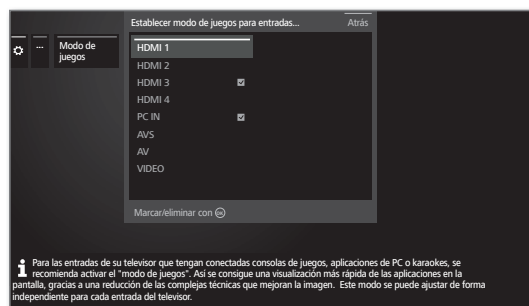 Establecer modo de juegos para entradas...
Atrás
...
Modo de
juegos
HDMI 1
HDMI 2
HDMI 3
HDMI 4
PC IN
AVS
AV
VIDEO
Marcar/eliminar con OK
Para las entradas de su televisor que tengan conectadas consolas de juegos, aplicaciones de PC o karaokes, se
recomienda activar el "modo de juegos". Así se consigue una visualización más rápida de las aplicaciones en la
pantalla, gracias a una reducción de las complejas técnicas que mejoran la imagen. Este modo se puede ajustar de forma
independiente para cada entrada del televisor.